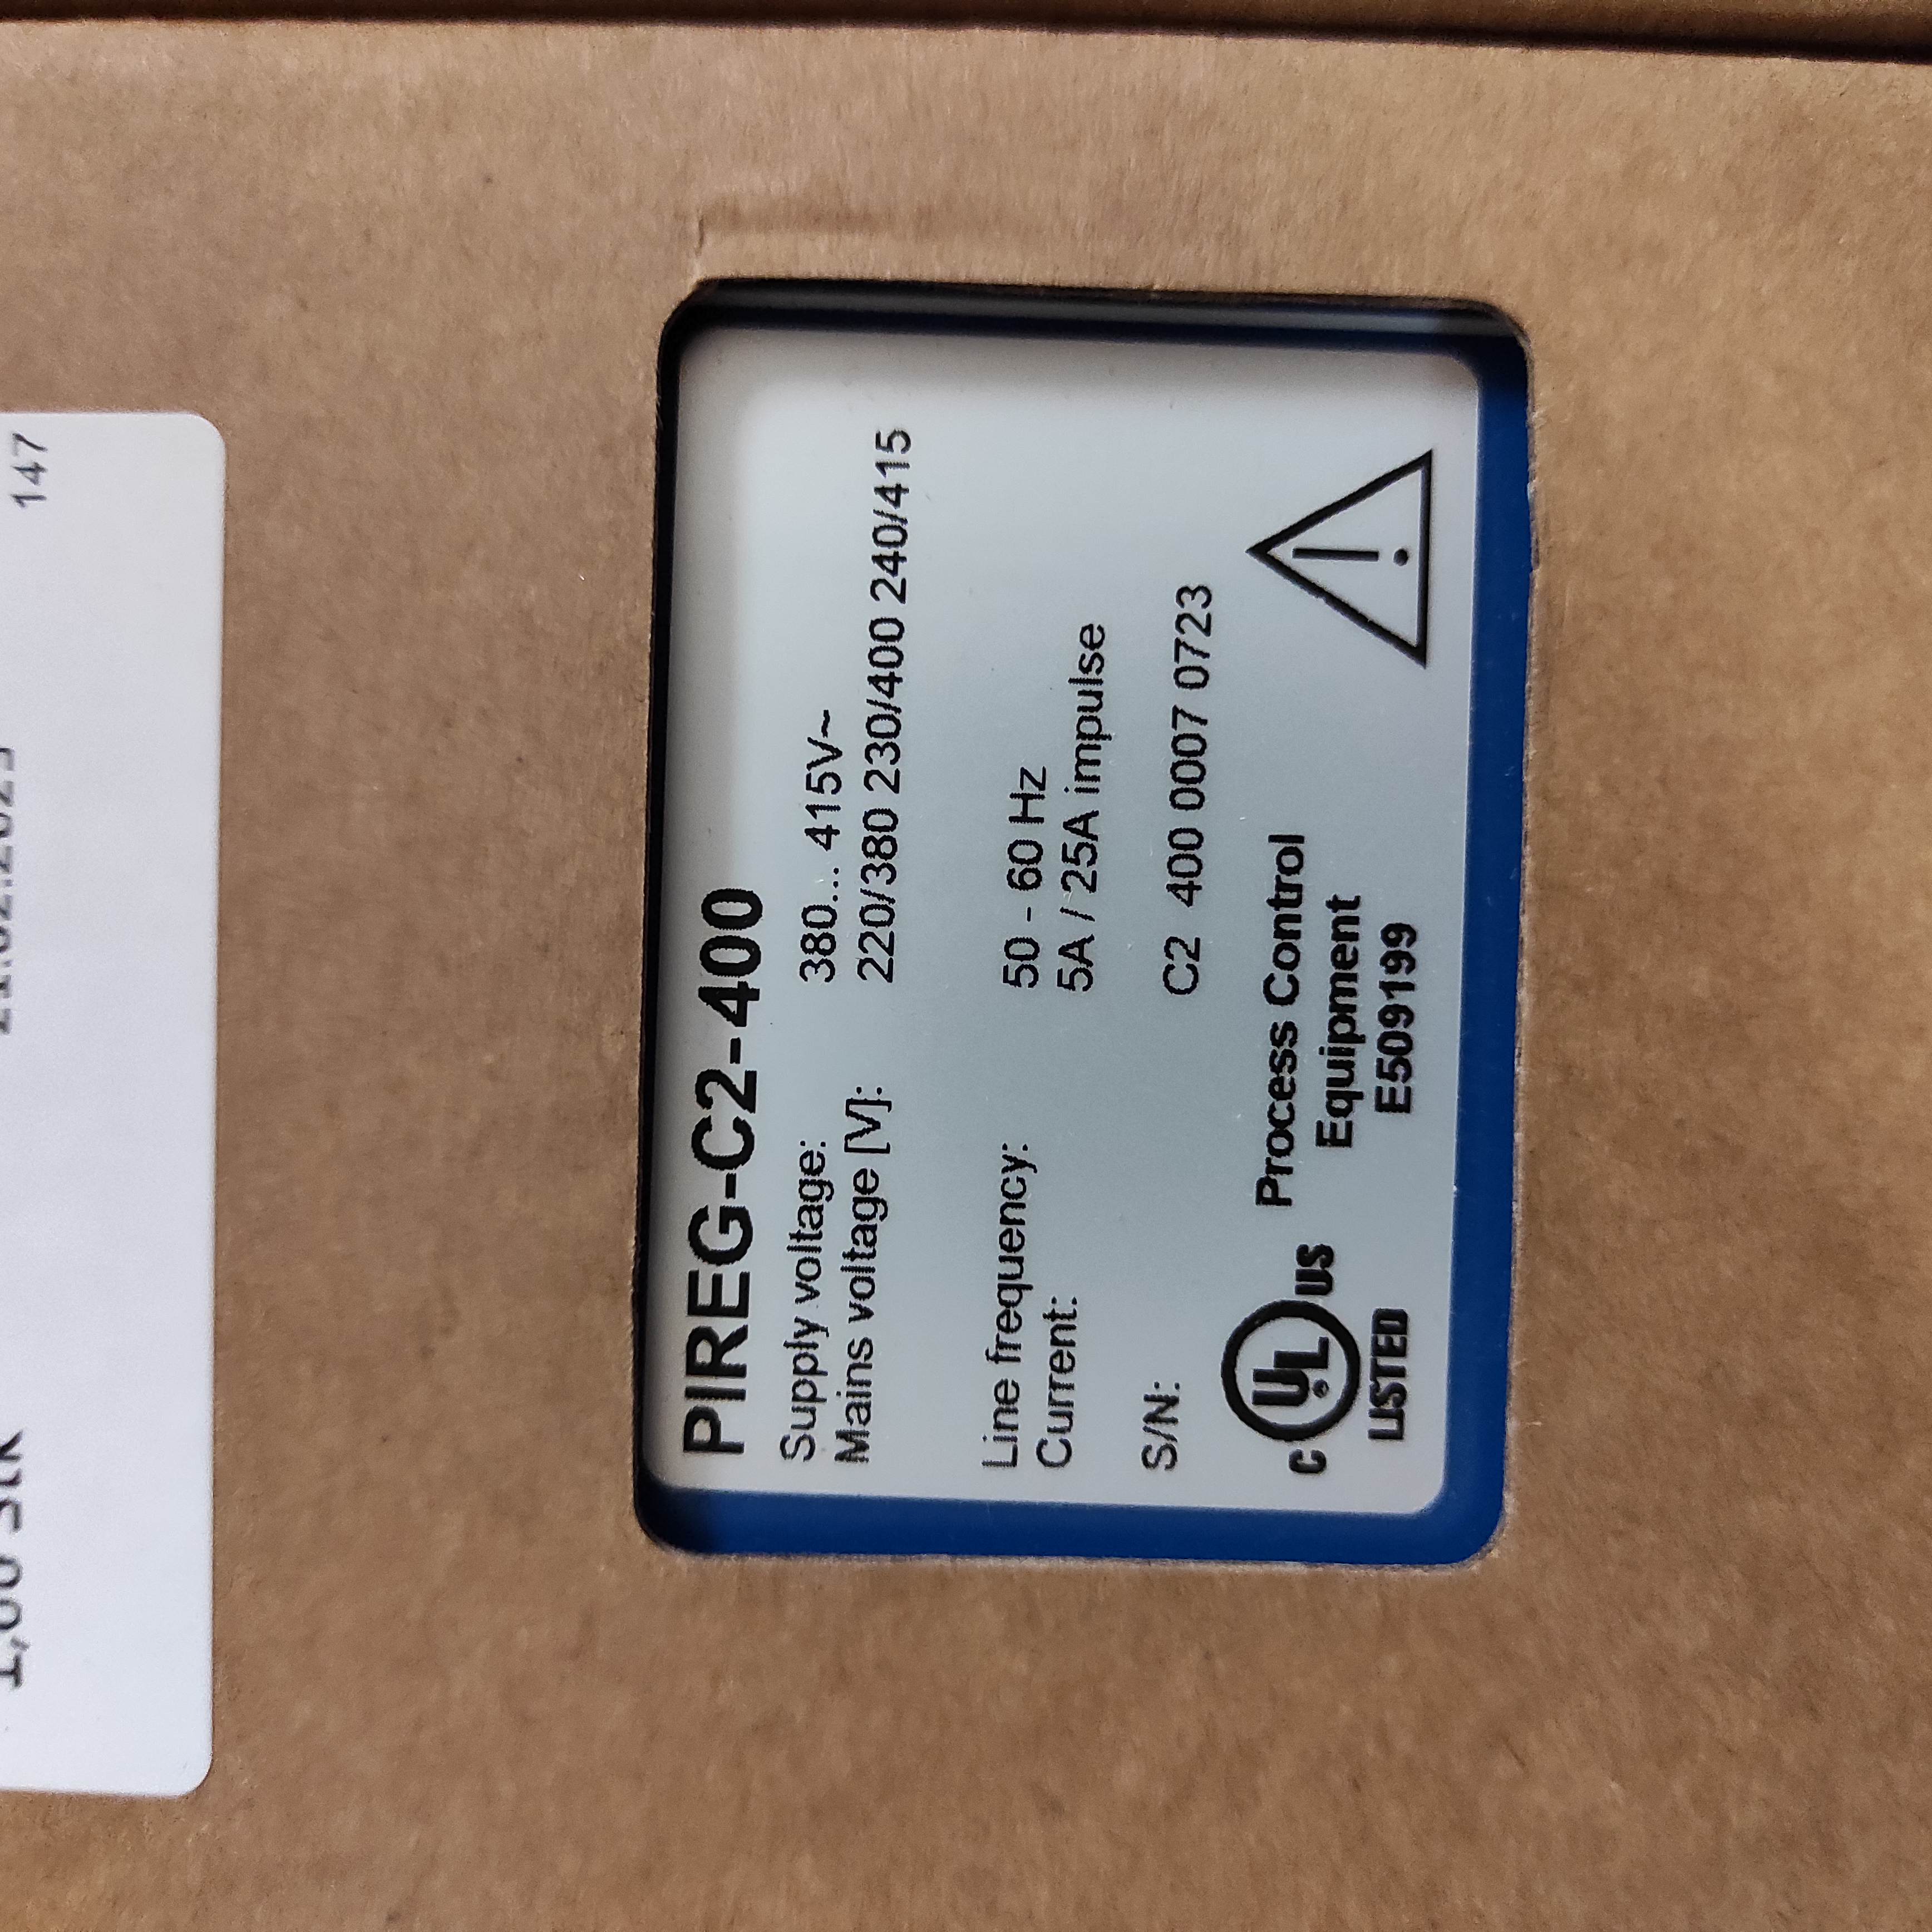 147
PIREG-C2-400
Supply voltage: 380... 415V~
Mains voltage [V]: 220/380 230/400 240/415
Line frequency: 50 - 60 Hz
Current: 5A / 25A impulse
S/N: C2 400 0007 0723
C UL US
LISTED
Process Control
Equipment
E509199